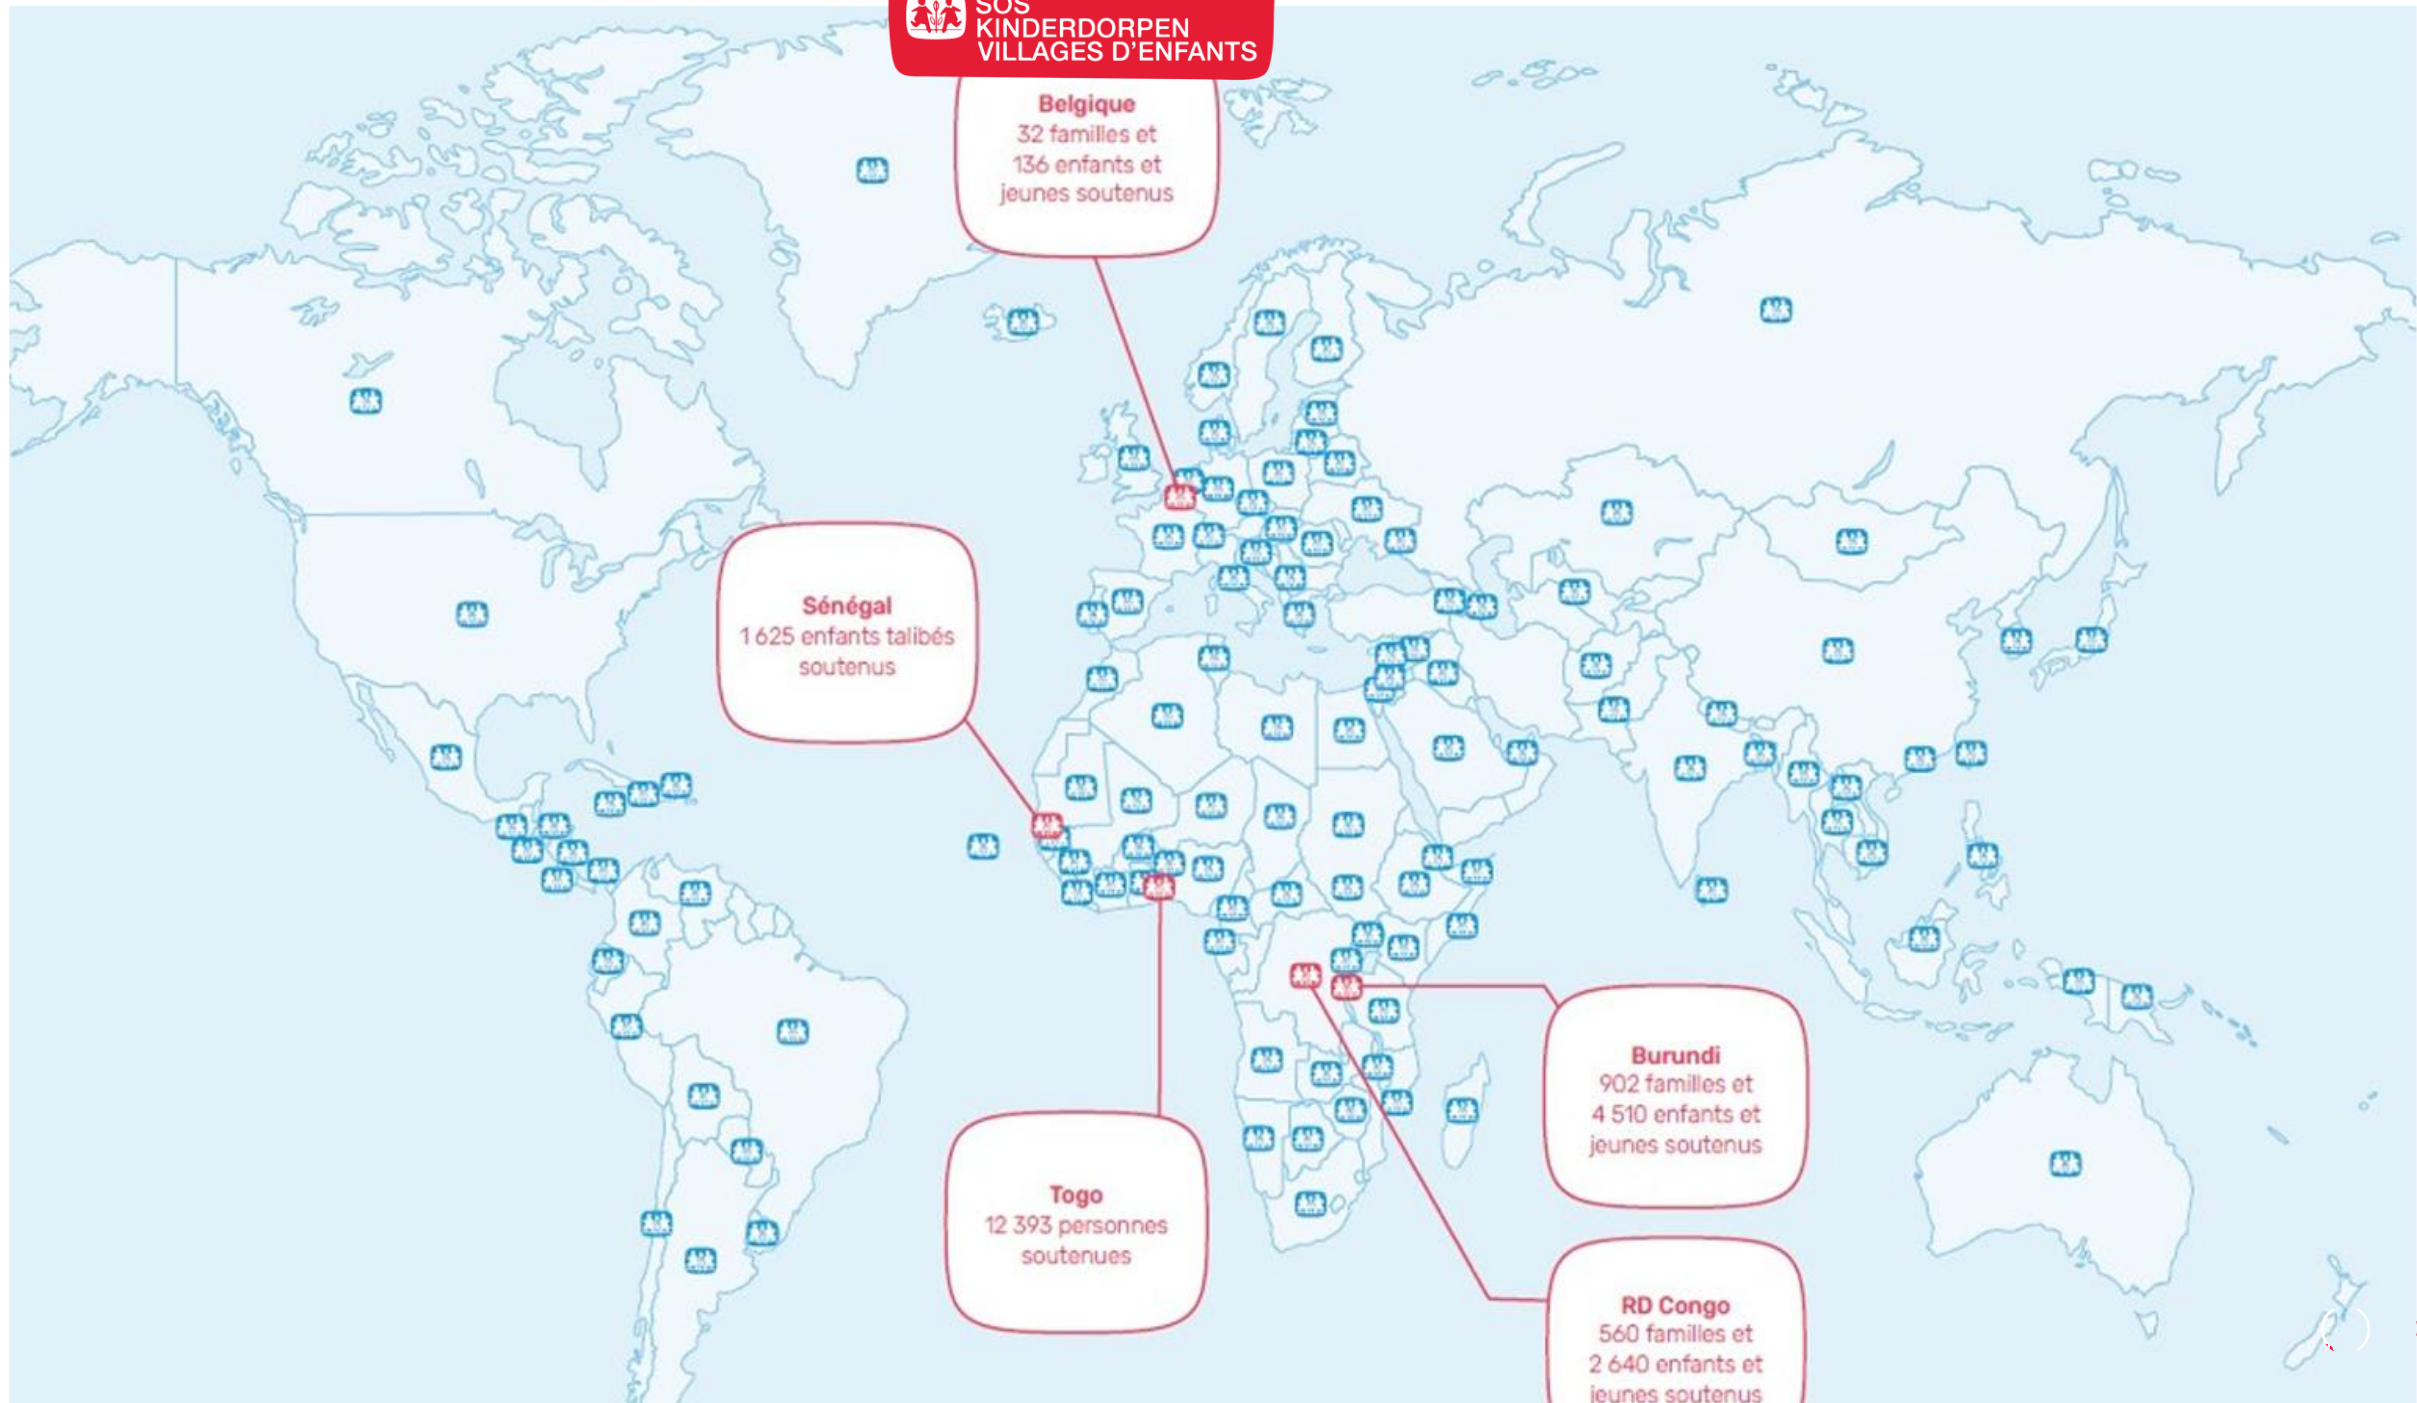 SOS
KINDERDORPEN
VILLAGES D'ENFANTS
Belgique
32 familles et
136 enfants et
jeunes soutenus
Sénégal
1 625 enfants talibés
soutenus
Togo
12 393 personnes
soutenues
Burundi
902 familles et
4 510 enfants et
jeunes soutenus
RD Congo
560 familles et
2 640 enfants et
jeunes soutenus